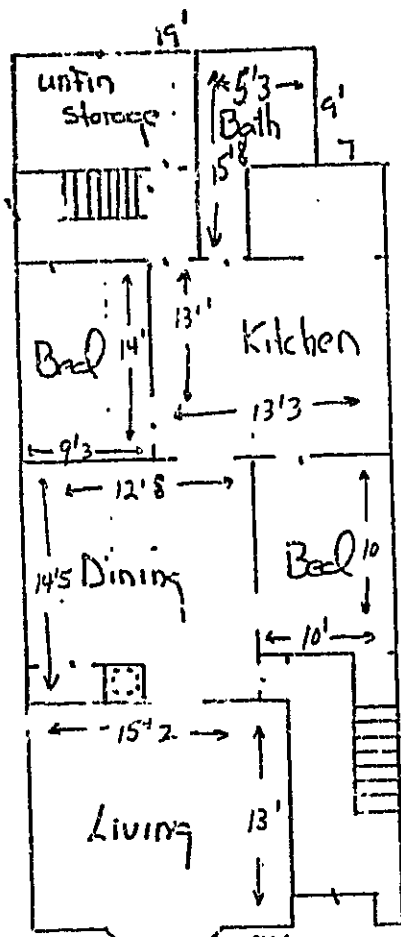 19'
unfin
storage
5'3
Bath
15'8
9'
7
Bed
14'
13'1
Kitchen
13'3
9'3
12'8
14'5
Dining
Bed
10
10'
15'2
Living
13'